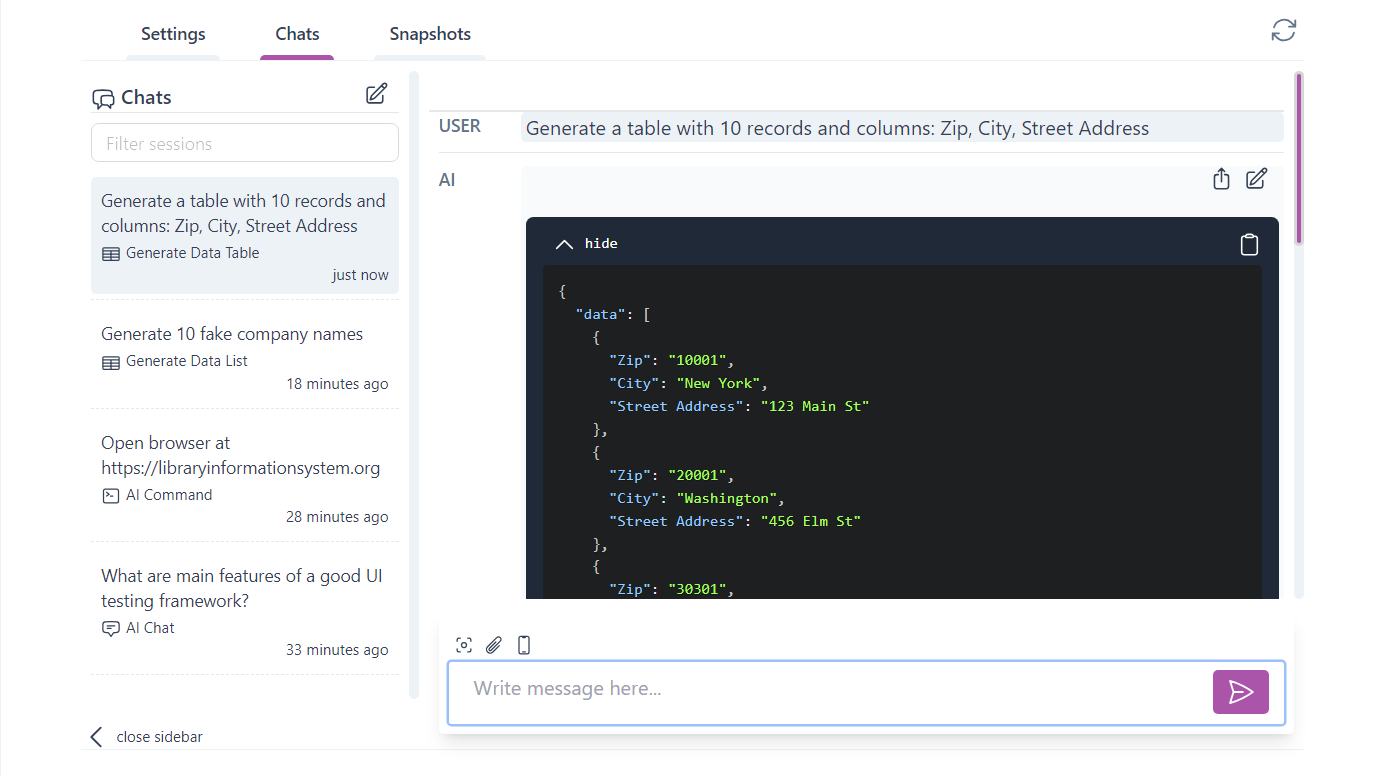 Settings
Chats
Snapshots
Chats
Filter sessions
Generate a table with 10 records and
columns: Zip, City, Street Address
Generate Data Table
just now
Generate 10 fake company names
Generate Data List
18 minutes ago
Open browser at
https://libraryinformationsystem.org
AI Command
28 minutes ago
What are main features of a good UI
testing framework?
AI Chat
33 minutes ago
close sidebar
USER
Generate a table with 10 records and columns: Zip, City, Street Address
AI
hide
{
"data": [
{
"Zip": "10001",
"City": "New York",
"Street Address": "123 Main St"
},
{
"Zip": "20001",
"City": "Washington",
"Street Address": "456 Elm St"
},
{
"Zip": "30301",
Write message here...